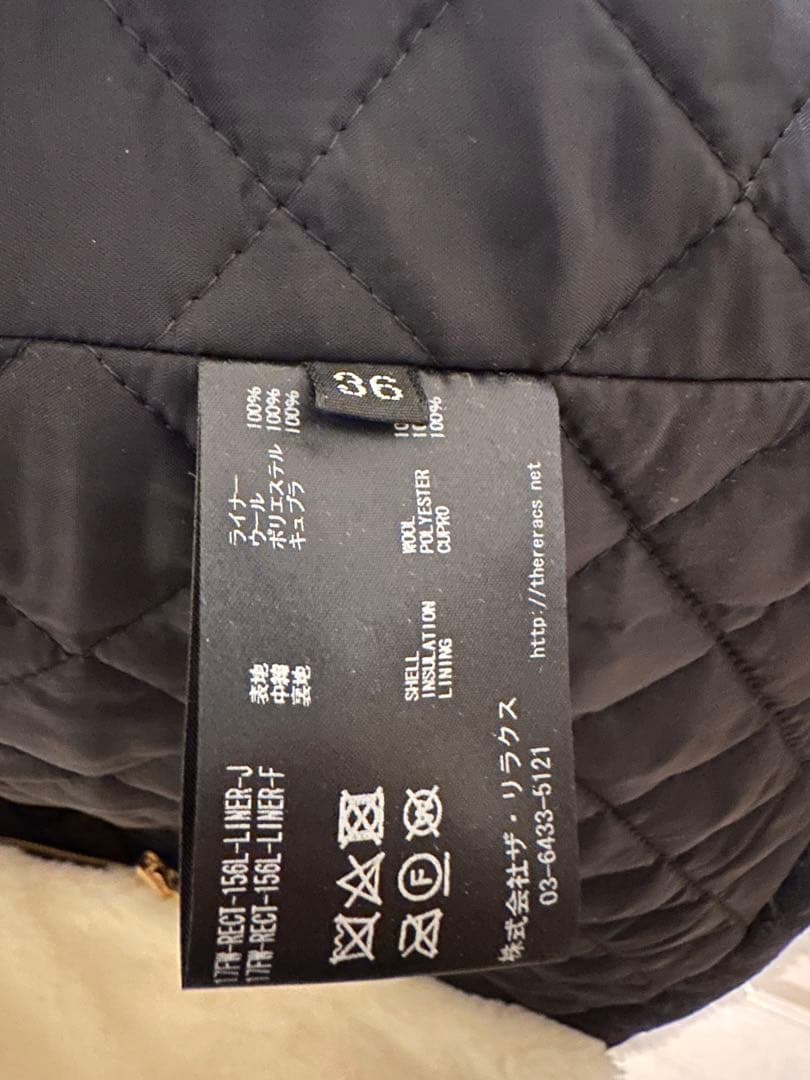 36
17FW-RECT-156L-LINER-J
17FW-RECT-156L-LINER-F
ライナー
表地 ウール 100%
中綿 ポリエステル 100%
裏地 キュプラ 100%
SHELL WOOL
INSULATION POLYESTER
LINING CUPRO 100%
F
W
株式会社ザ・リラクス
03-6433-5121
http://thereracs.net